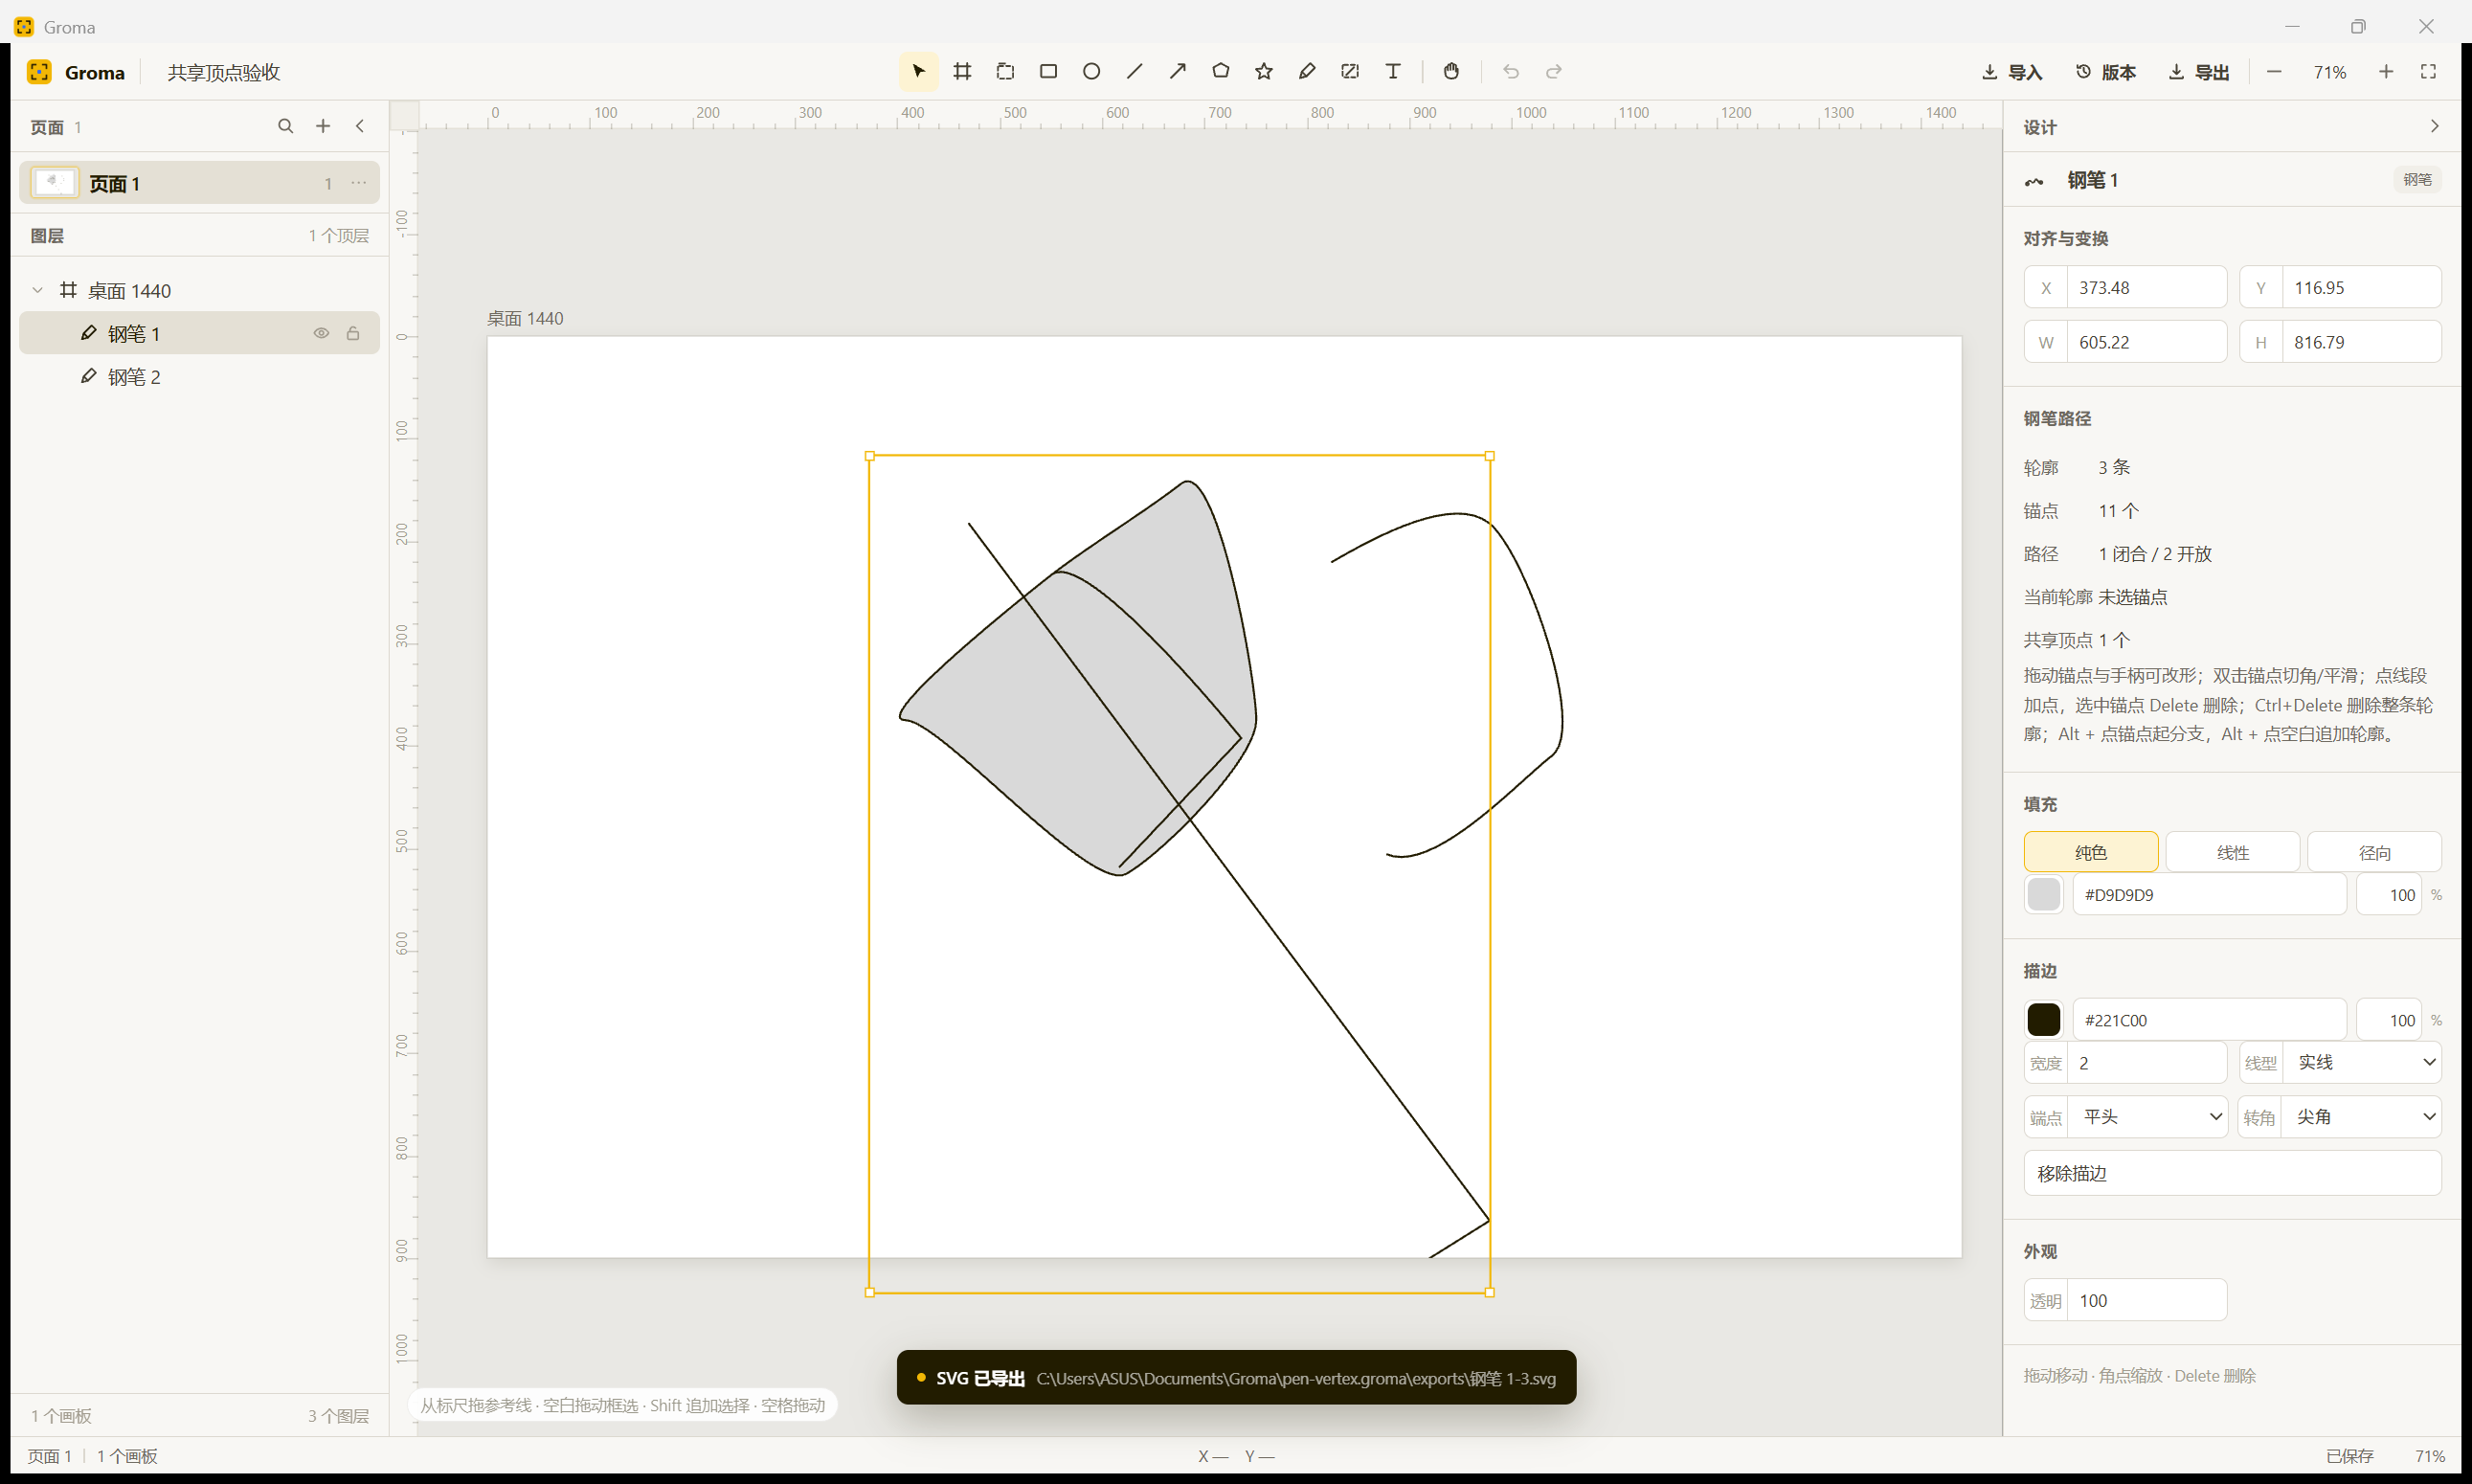 Groma
Groma
共享顶点验收
导入
版本
导出
71%
页面 1
页面 1
1
图层
1 个顶层
桌面 1440
钢笔 1
钢笔 2
1 个画板
3 个图层
0 100 200 300 400 500 600 700 800 900 1000 1100 1200 1300 1400
-100
0
100
200
300
400
500
600
700
800
900
1000
桌面 1440
SVG 已导出 C:\Users\ASUS\Documents\Groma\pen-vertex.groma\exports\钢笔 1-3.svg
从标尺拖参考线 · 空白拖动框选 · Shift 追加选择 · 空格拖动
设计
钢笔 1
钢笔
对齐与变换
X 373.48
Y 116.95
W 605.22
H 816.79
钢笔路径
轮廓 3 条
锚点 11 个
路径 1 闭合 / 2 开放
当前轮廓 未选锚点
共享顶点 1 个
拖动锚点与手柄可改形；双击锚点切角/平滑；点线段
加点，选中锚点 Delete 删除；Ctrl+Delete 删除整条轮
廓；Alt + 点锚点起分支，Alt + 点空白追加轮廓。
填充
纯色
线性
径向
#D9D9D9
100 %
描边
#221C00
100 %
宽度 2
线型 实线
端点 平头
转角 尖角
移除描边
外观
透明 100
拖动移动 · 角点缩放 · Delete 删除
页面 1
1 个画板
X —
Y —
已保存
71%